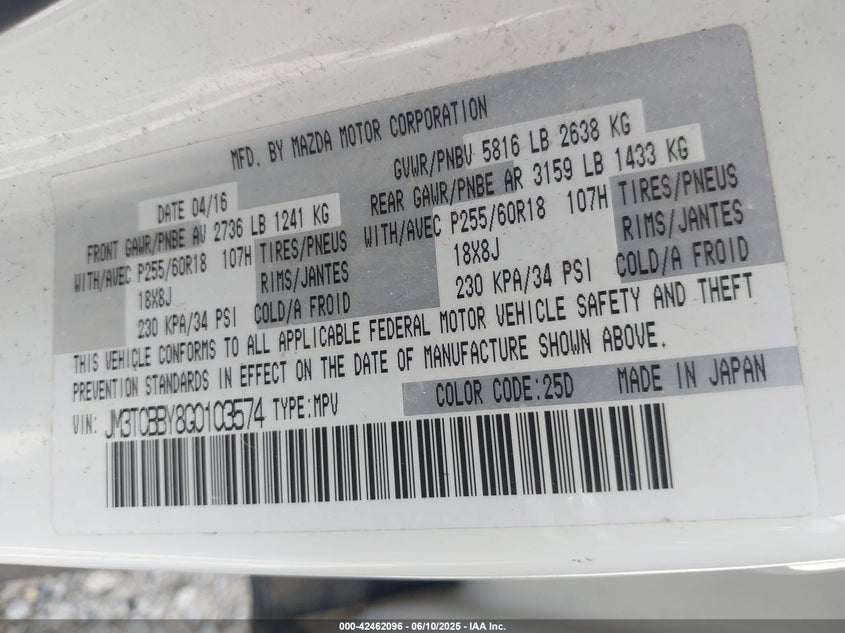 MFD. BY MAZDA MOTOR CORPORATION
DATE 04/16
GVWR/PNBV 5816 LB 2638 KG
FRONT GAWR/PNBE AV 2736 LB 1241 KG
REAR GAWR/PNBE AR 3159 LB 1433 KG
WITH/AVEC P255/60R18 107H TIRES/PNEUS
WITH/AVEC P255/60R18 107H TIRES/PNEUS
18X8J RIMS/JANTES
18X8J RIMS/JANTES
230 KPA/34 PSI COLD/A FROID
230 KPA/34 PSI COLD/A FROID
THIS VEHICLE CONFORMS TO ALL APPLICABLE FEDERAL MOTOR VEHICLE SAFETY AND THEFT
PREVENTION STANDARDS IN EFFECT ON THE DATE OF MANUFACTURE SHOWN ABOVE.
COLOR CODE:25D MADE IN JAPAN
VIN: JM3TCBBY8G0103574 TYPE:MPV
000-42462096 - 06/10/2025 - IAA Inc.